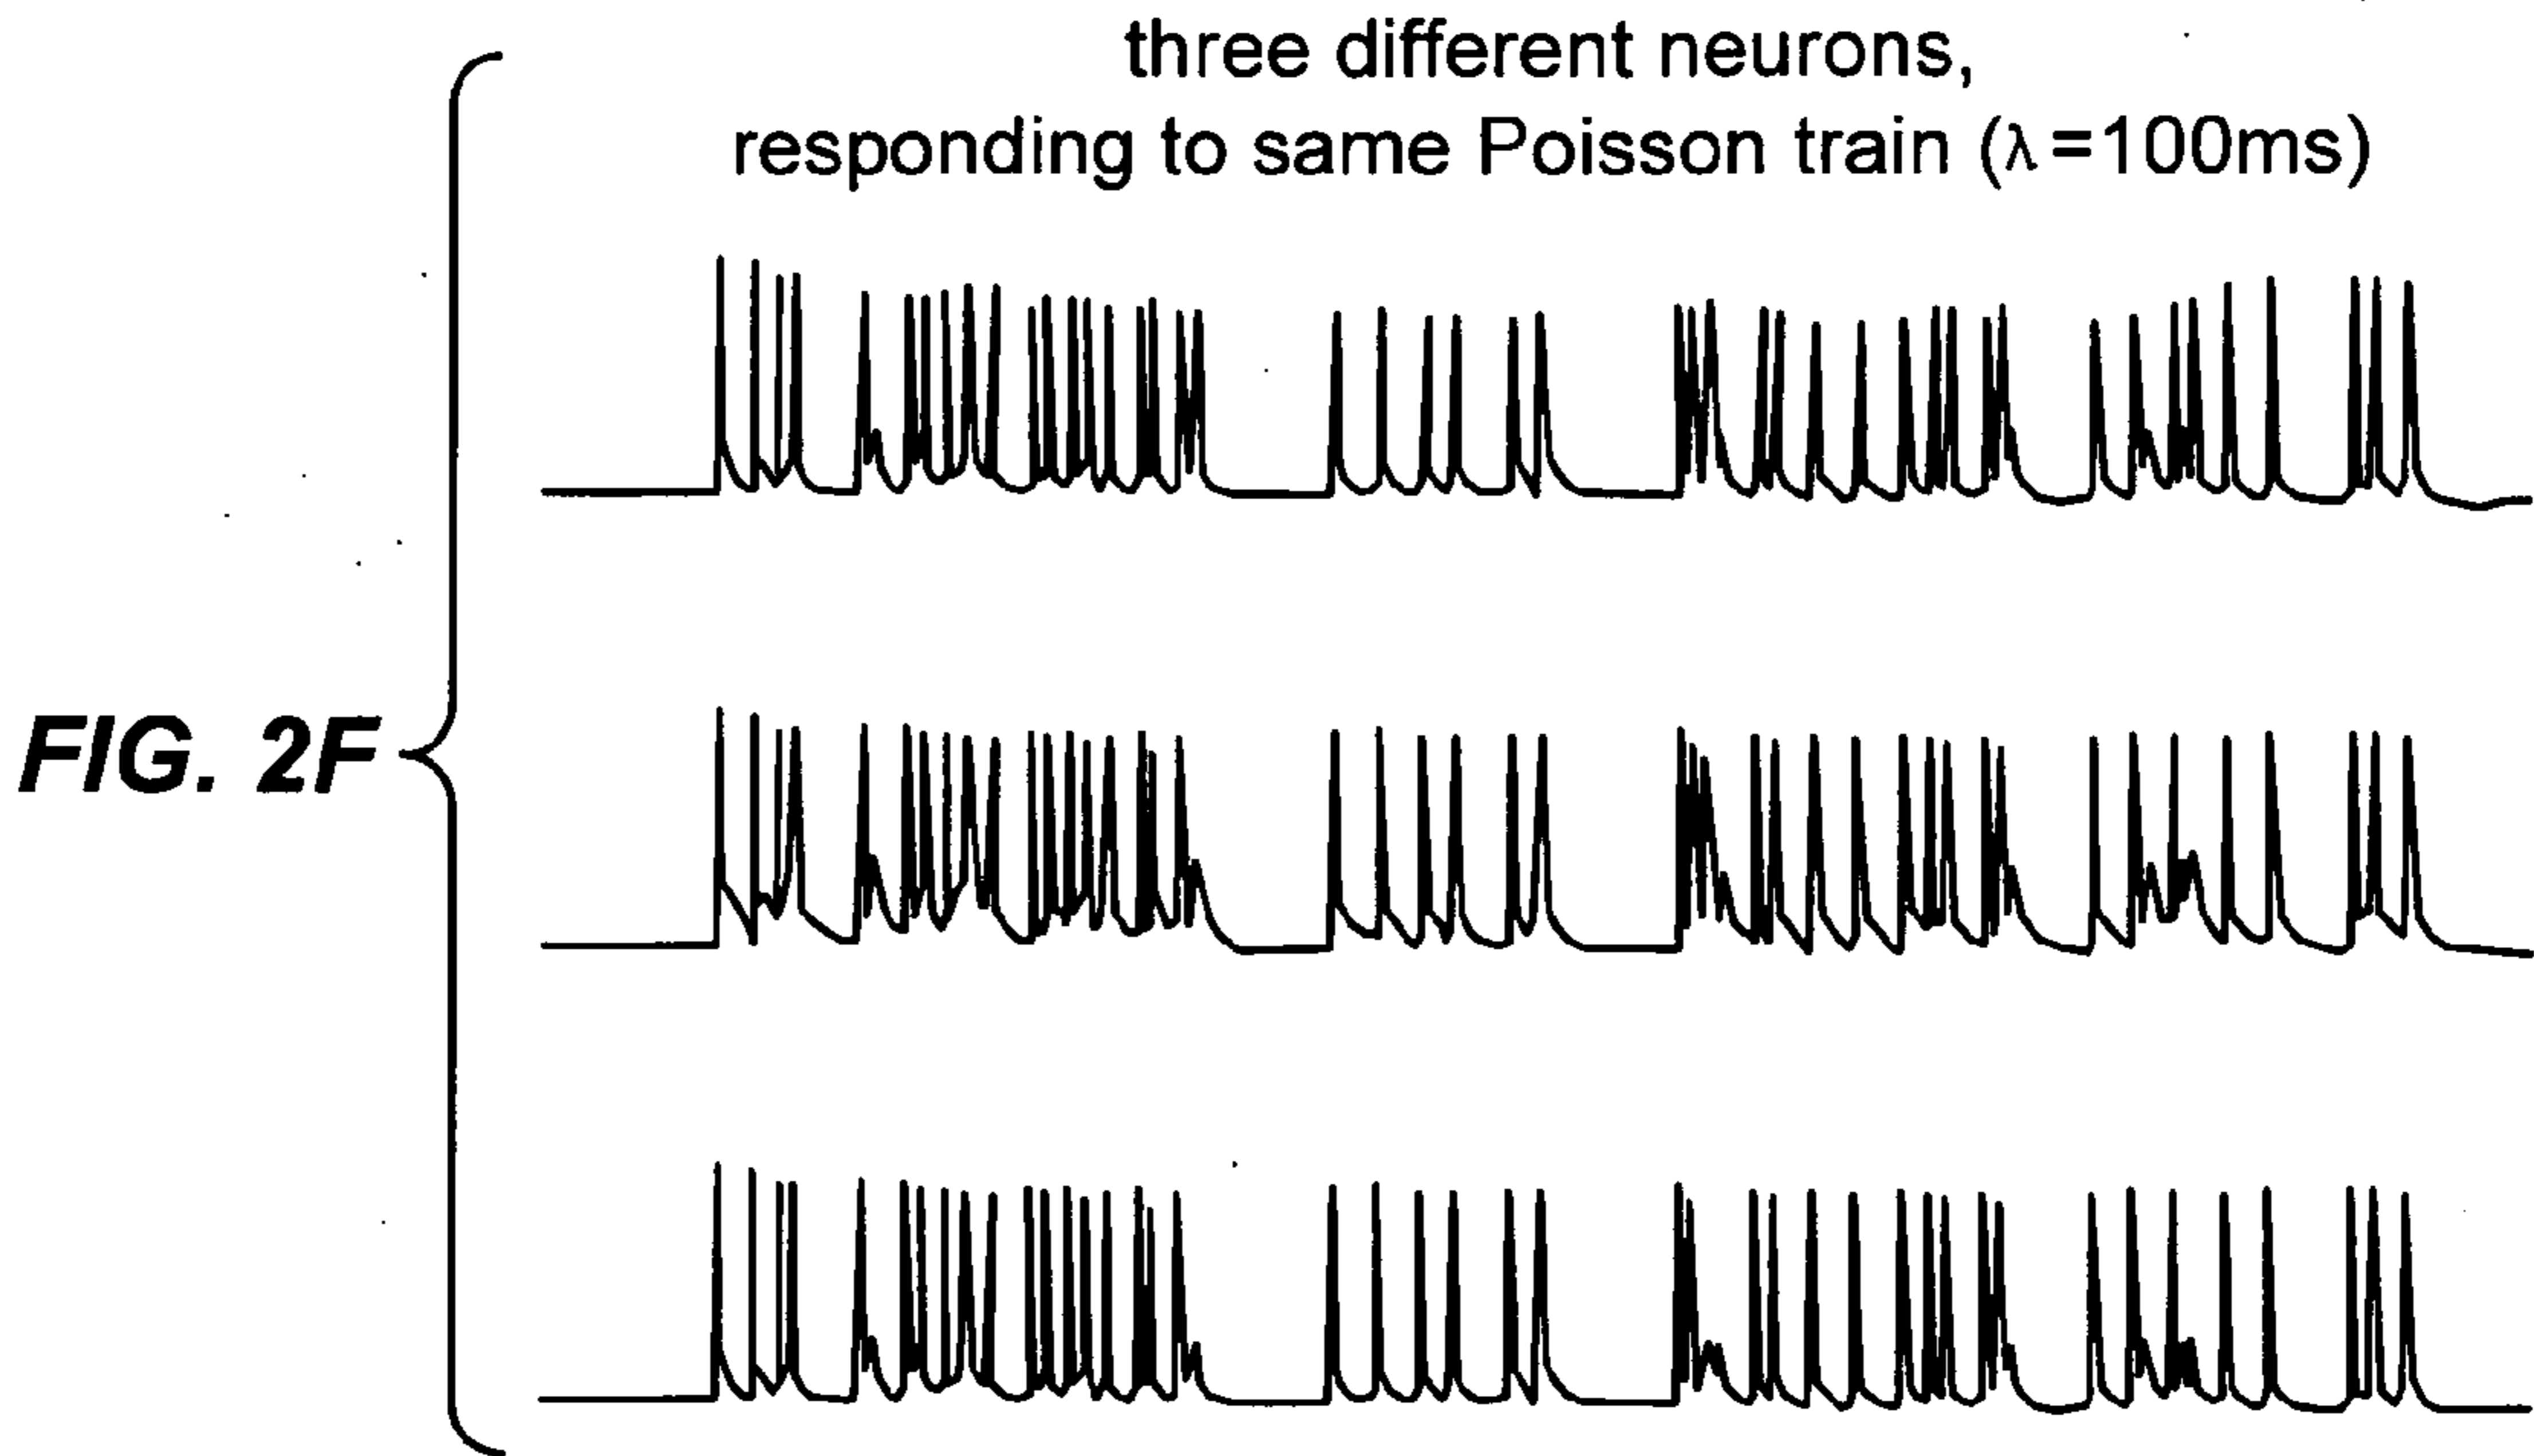 three different neurons,
responding to same Poisson train (λ=100ms)
FIG. 2F